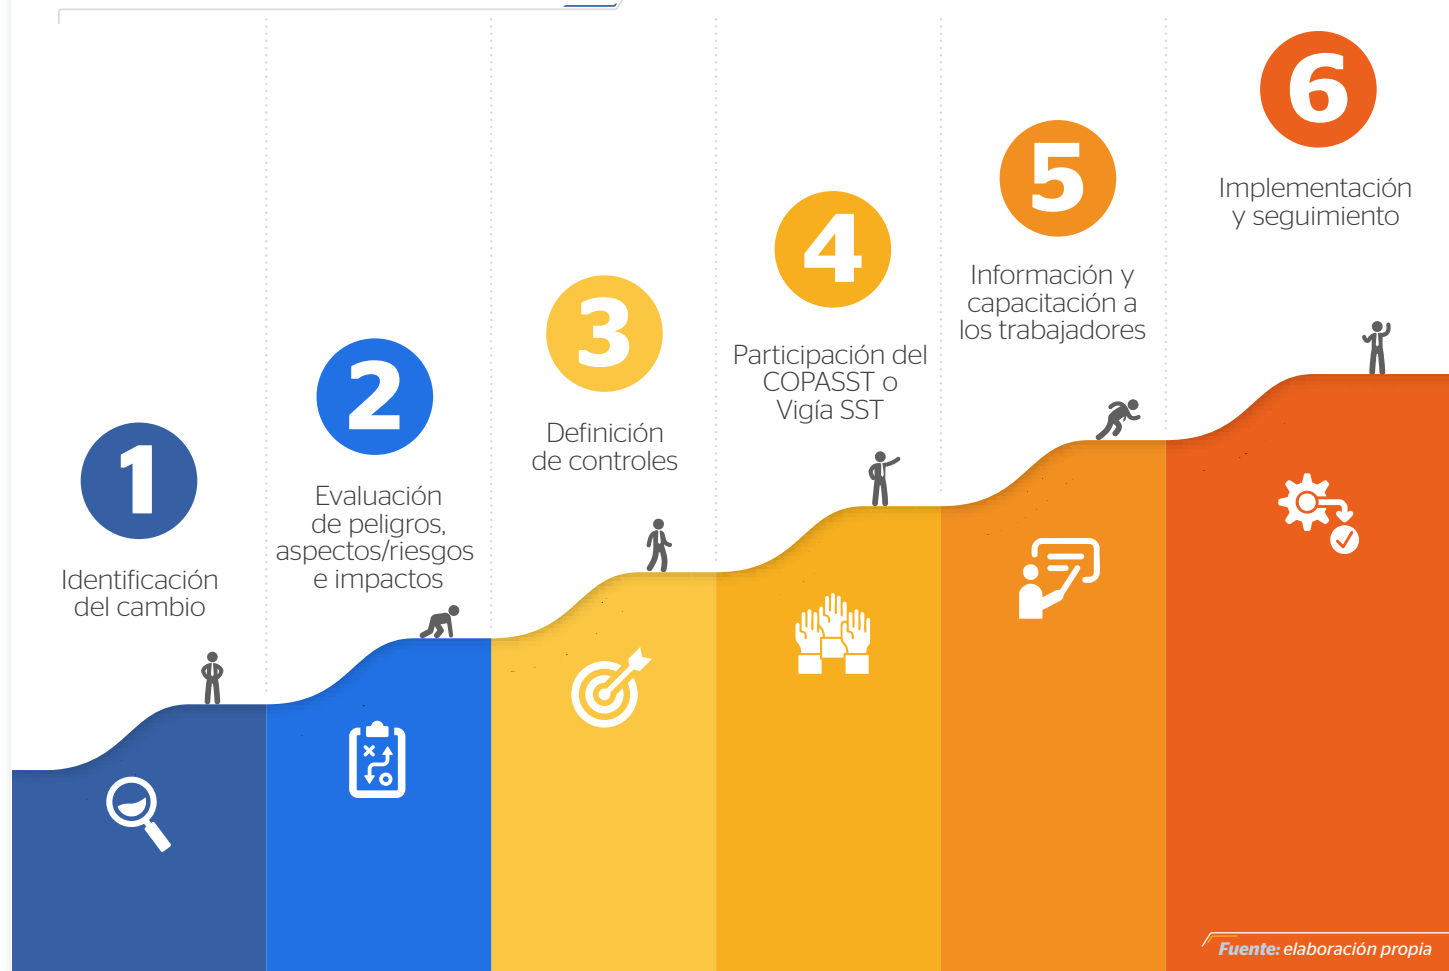 1
Identificación
del cambio
2
Evaluación
de peligros,
aspectos/riesgos
e impactos
3
Definición
de controles
4
Participación del
COPASST o
Vigía SST
5
Información y
capacitación a
los trabajadores
6
Implementación
y seguimiento
Fuente: elaboración propia